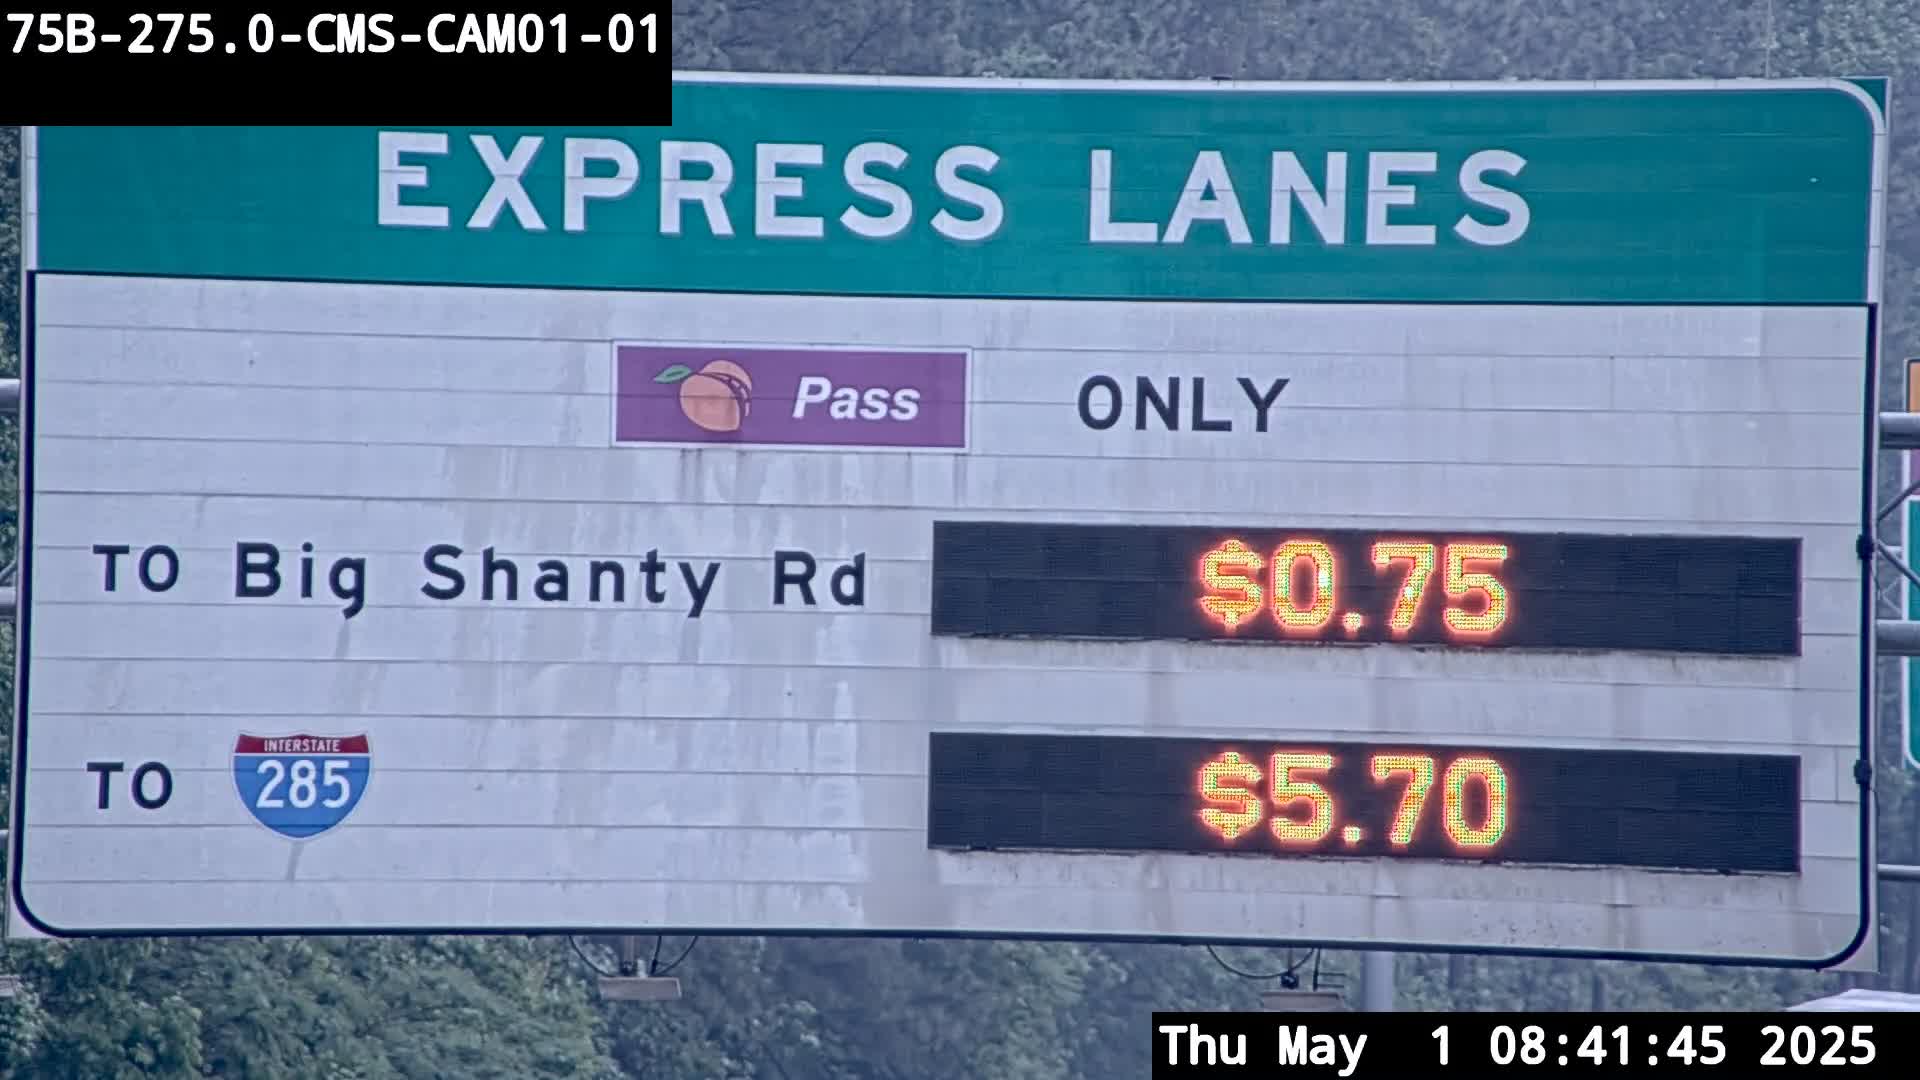 75B-275.0-CMS-CAM01-01
EXPRESS LANES
Pass ONLY
TO Big Shanty Rd $0.75
TO INTERSTATE 285 $5.70
Thu May 1 08:41:45 2025